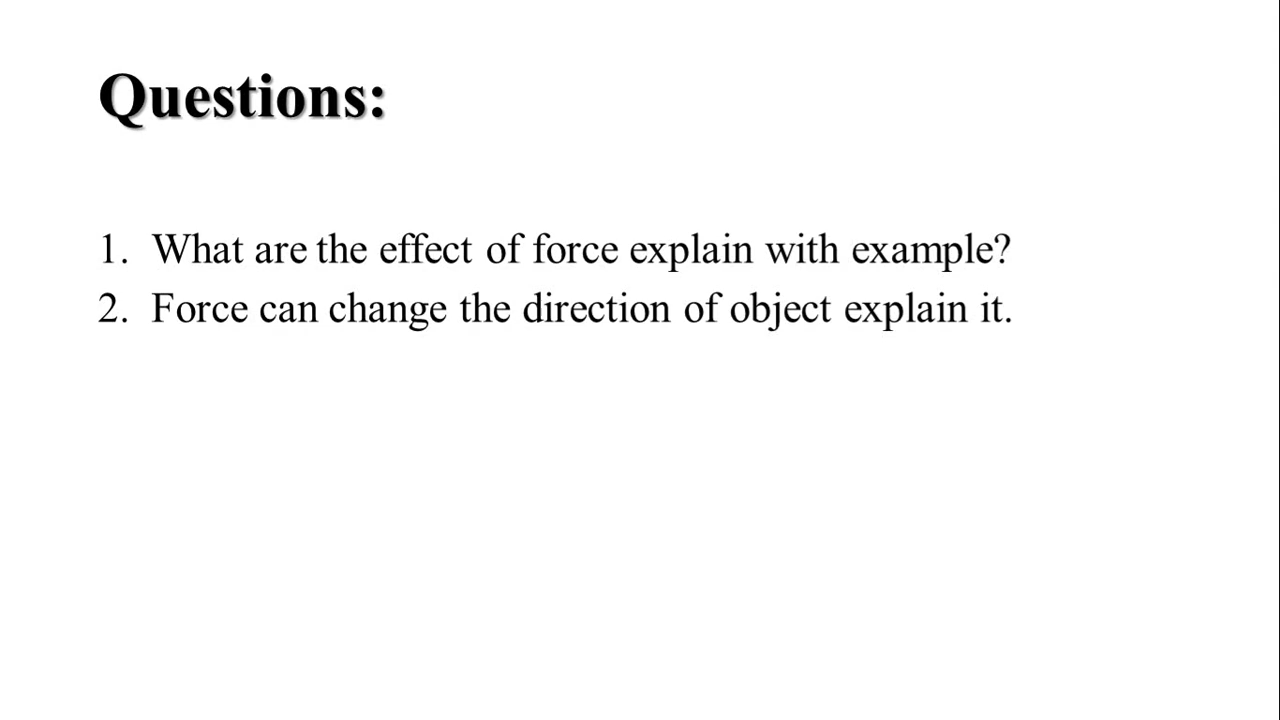 Questions:
1. What are the effect of force explain with example?
2. Force can change the direction of object explain it.